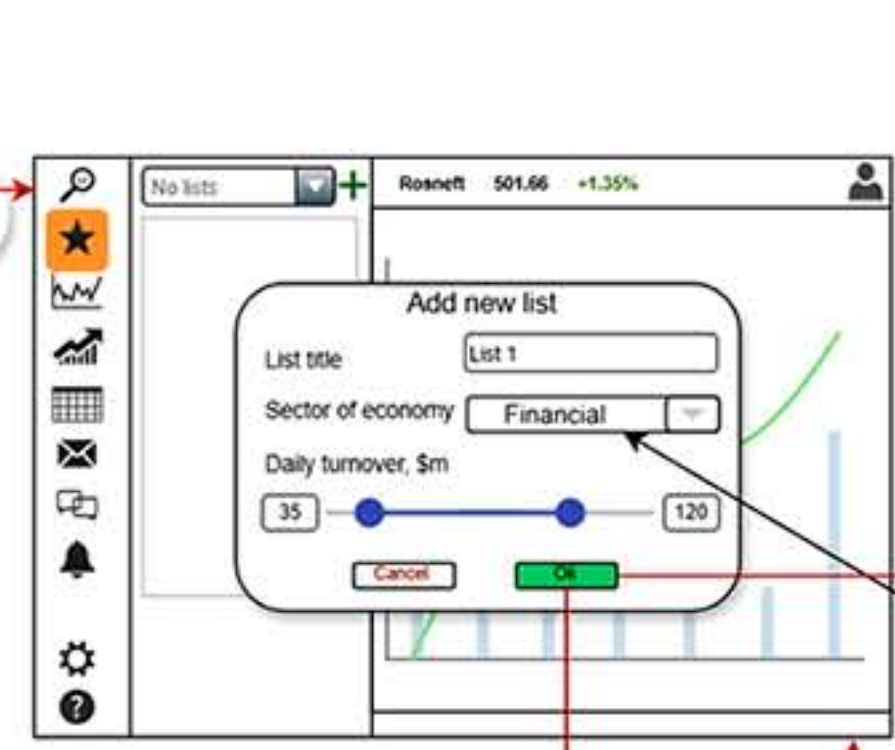 No lists
Rosneft 501.66 +1.35%
Add new list
List title
List 1
Sector of economy
Financial
Daily turnover, $m
35
120
Cancel
Ok
?